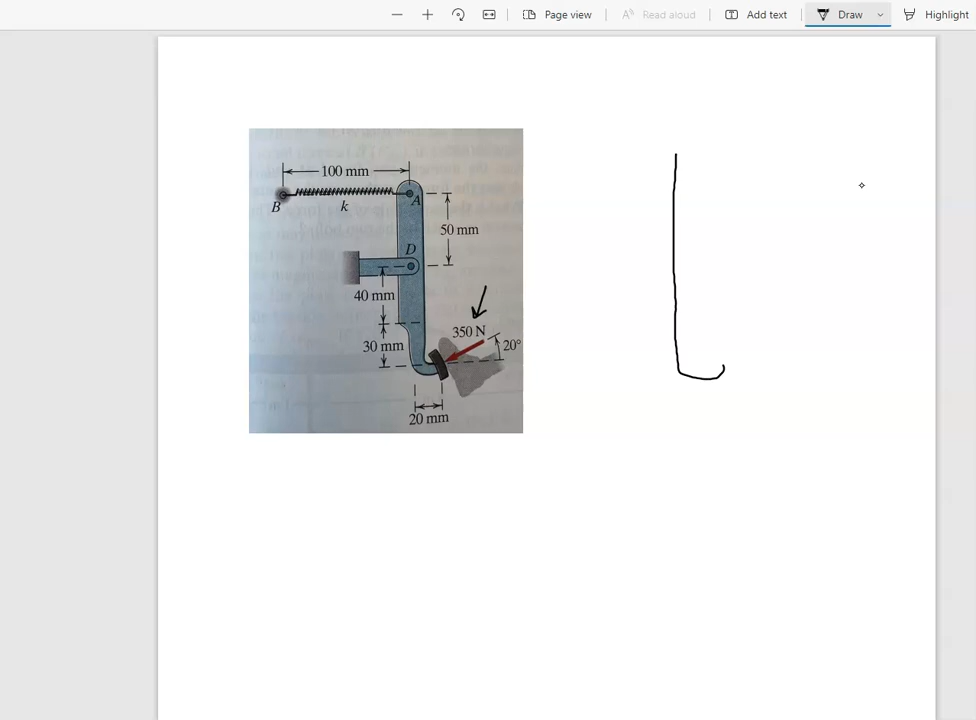 Page view
Read aloud
Add text
Draw
Highlight
100 mm
B
k
A
50 mm
D
40 mm
350 N
30 mm
20°
20 mm